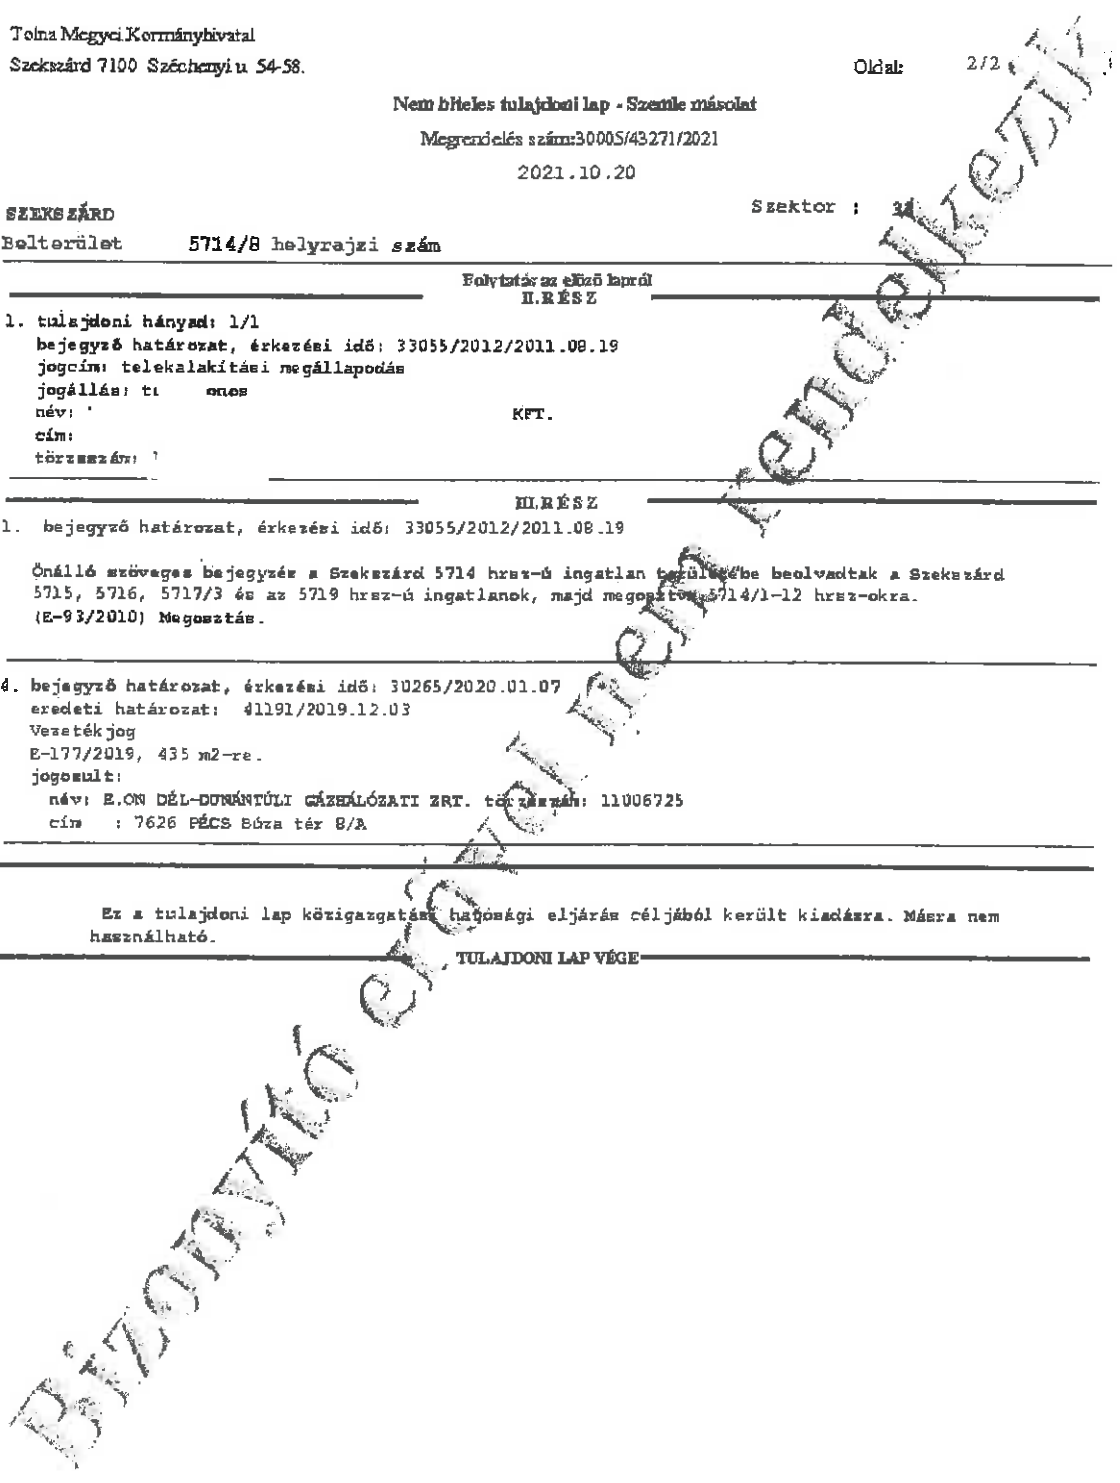 Tolna Megyei Kormányhivatal
Szekszárd 7100 Széchenyi u. 54-58.
Oldal: 2/2
Nem hiteles tulajdoni lap - Szemle másolat
Megrendelés szám:30005/43271/2021
2021.10.20
SZEKSZÁRD
Szektor :
Belterület 5714/8 helyrajzi szám
Folytatás az előző lapról
II.RÉSZ
1. tulajdoni hányad: 1/1
bejegyző határozat, érkezési idő: 33055/2012/2011.08.19
jogcím: telekalakítási megállapodás
jogállás: onos
név: KFT.
cím:
törzsszám:
III.RÉSZ
1. bejegyző határozat, érkezési idő: 33055/2012/2011.08.19
Önálló szöveges bejegyzés a Szekszárd 5714 hrsz-ú ingatlan területébe beolvadtak a Szekszárd
5715, 5716, 5717/3 és az 5719 hrsz-ú ingatlanok, majd 5714/1-12 hrsz-okra.
(E-93/2010) Megosztás.
4. bejegyző határozat, érkezési idő: 30265/2020.01.07
eredeti határozat: 41191/2019.12.03
Vezetékjog
E-177/2019, 435 m2-re.
jogosult:
név: E.ON DÉL-DUNÁNTÚLI GÁZHÁLÓZATI ZRT. törzsszám: 11006725
cím : 7626 PÉCS Búza tér 8/A
Ez a tulajdoni lap közigazgatási hatósági eljárás céljából került kiadásra. Másra nem
használható.
TULAJDONI LAP VÉGE
Bizonyító erővel nem rendelkezik